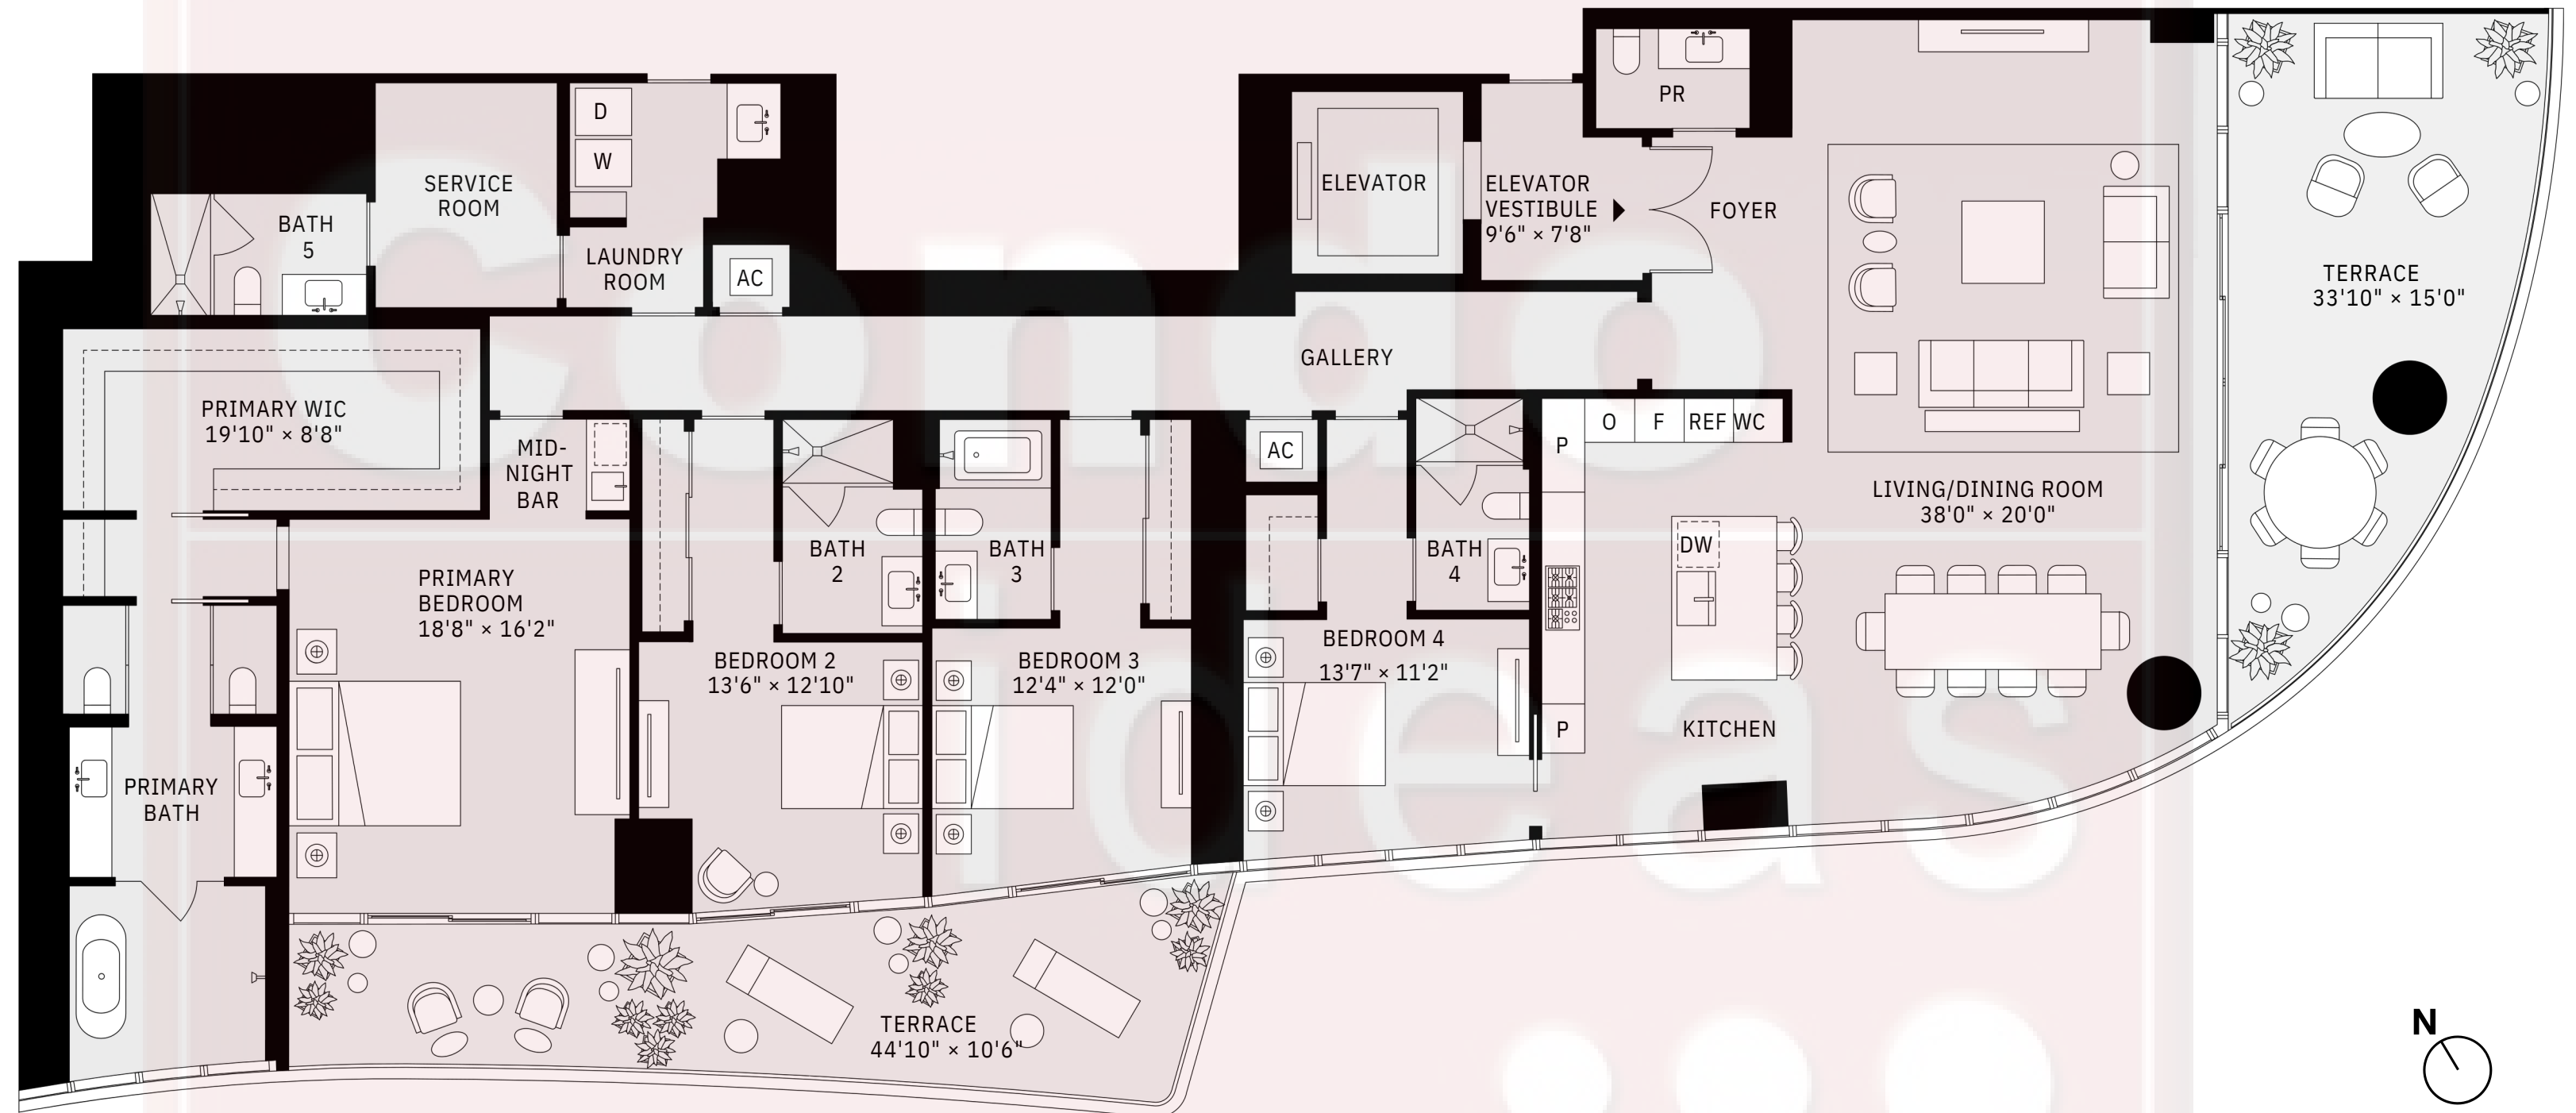 PR
D
W
SERVICE
ROOM
BATH
5
LAUNDRY
ROOM
AC
ELEVATOR
ELEVATOR
VESTIBULE
9'6" × 7'8"
FOYER
TERRACE
33'10" × 15'0"
GALLERY
PRIMARY WIC
19'10" × 8'8"
MID-
NIGHT
BAR
AC
P
O
F
REF
WC
LIVING/DINING ROOM
38'0" × 20'0"
BATH
2
BATH
3
BATH
4
DW
PRIMARY
BEDROOM
18'8" × 16'2"
BEDROOM 2
13'6" × 12'10"
BEDROOM 3
12'4" × 12'0"
BEDROOM 4
13'7" × 11'2"
P
KITCHEN
PRIMARY
BATH
TERRACE
44'10" × 10'6"
N
condo
ideas